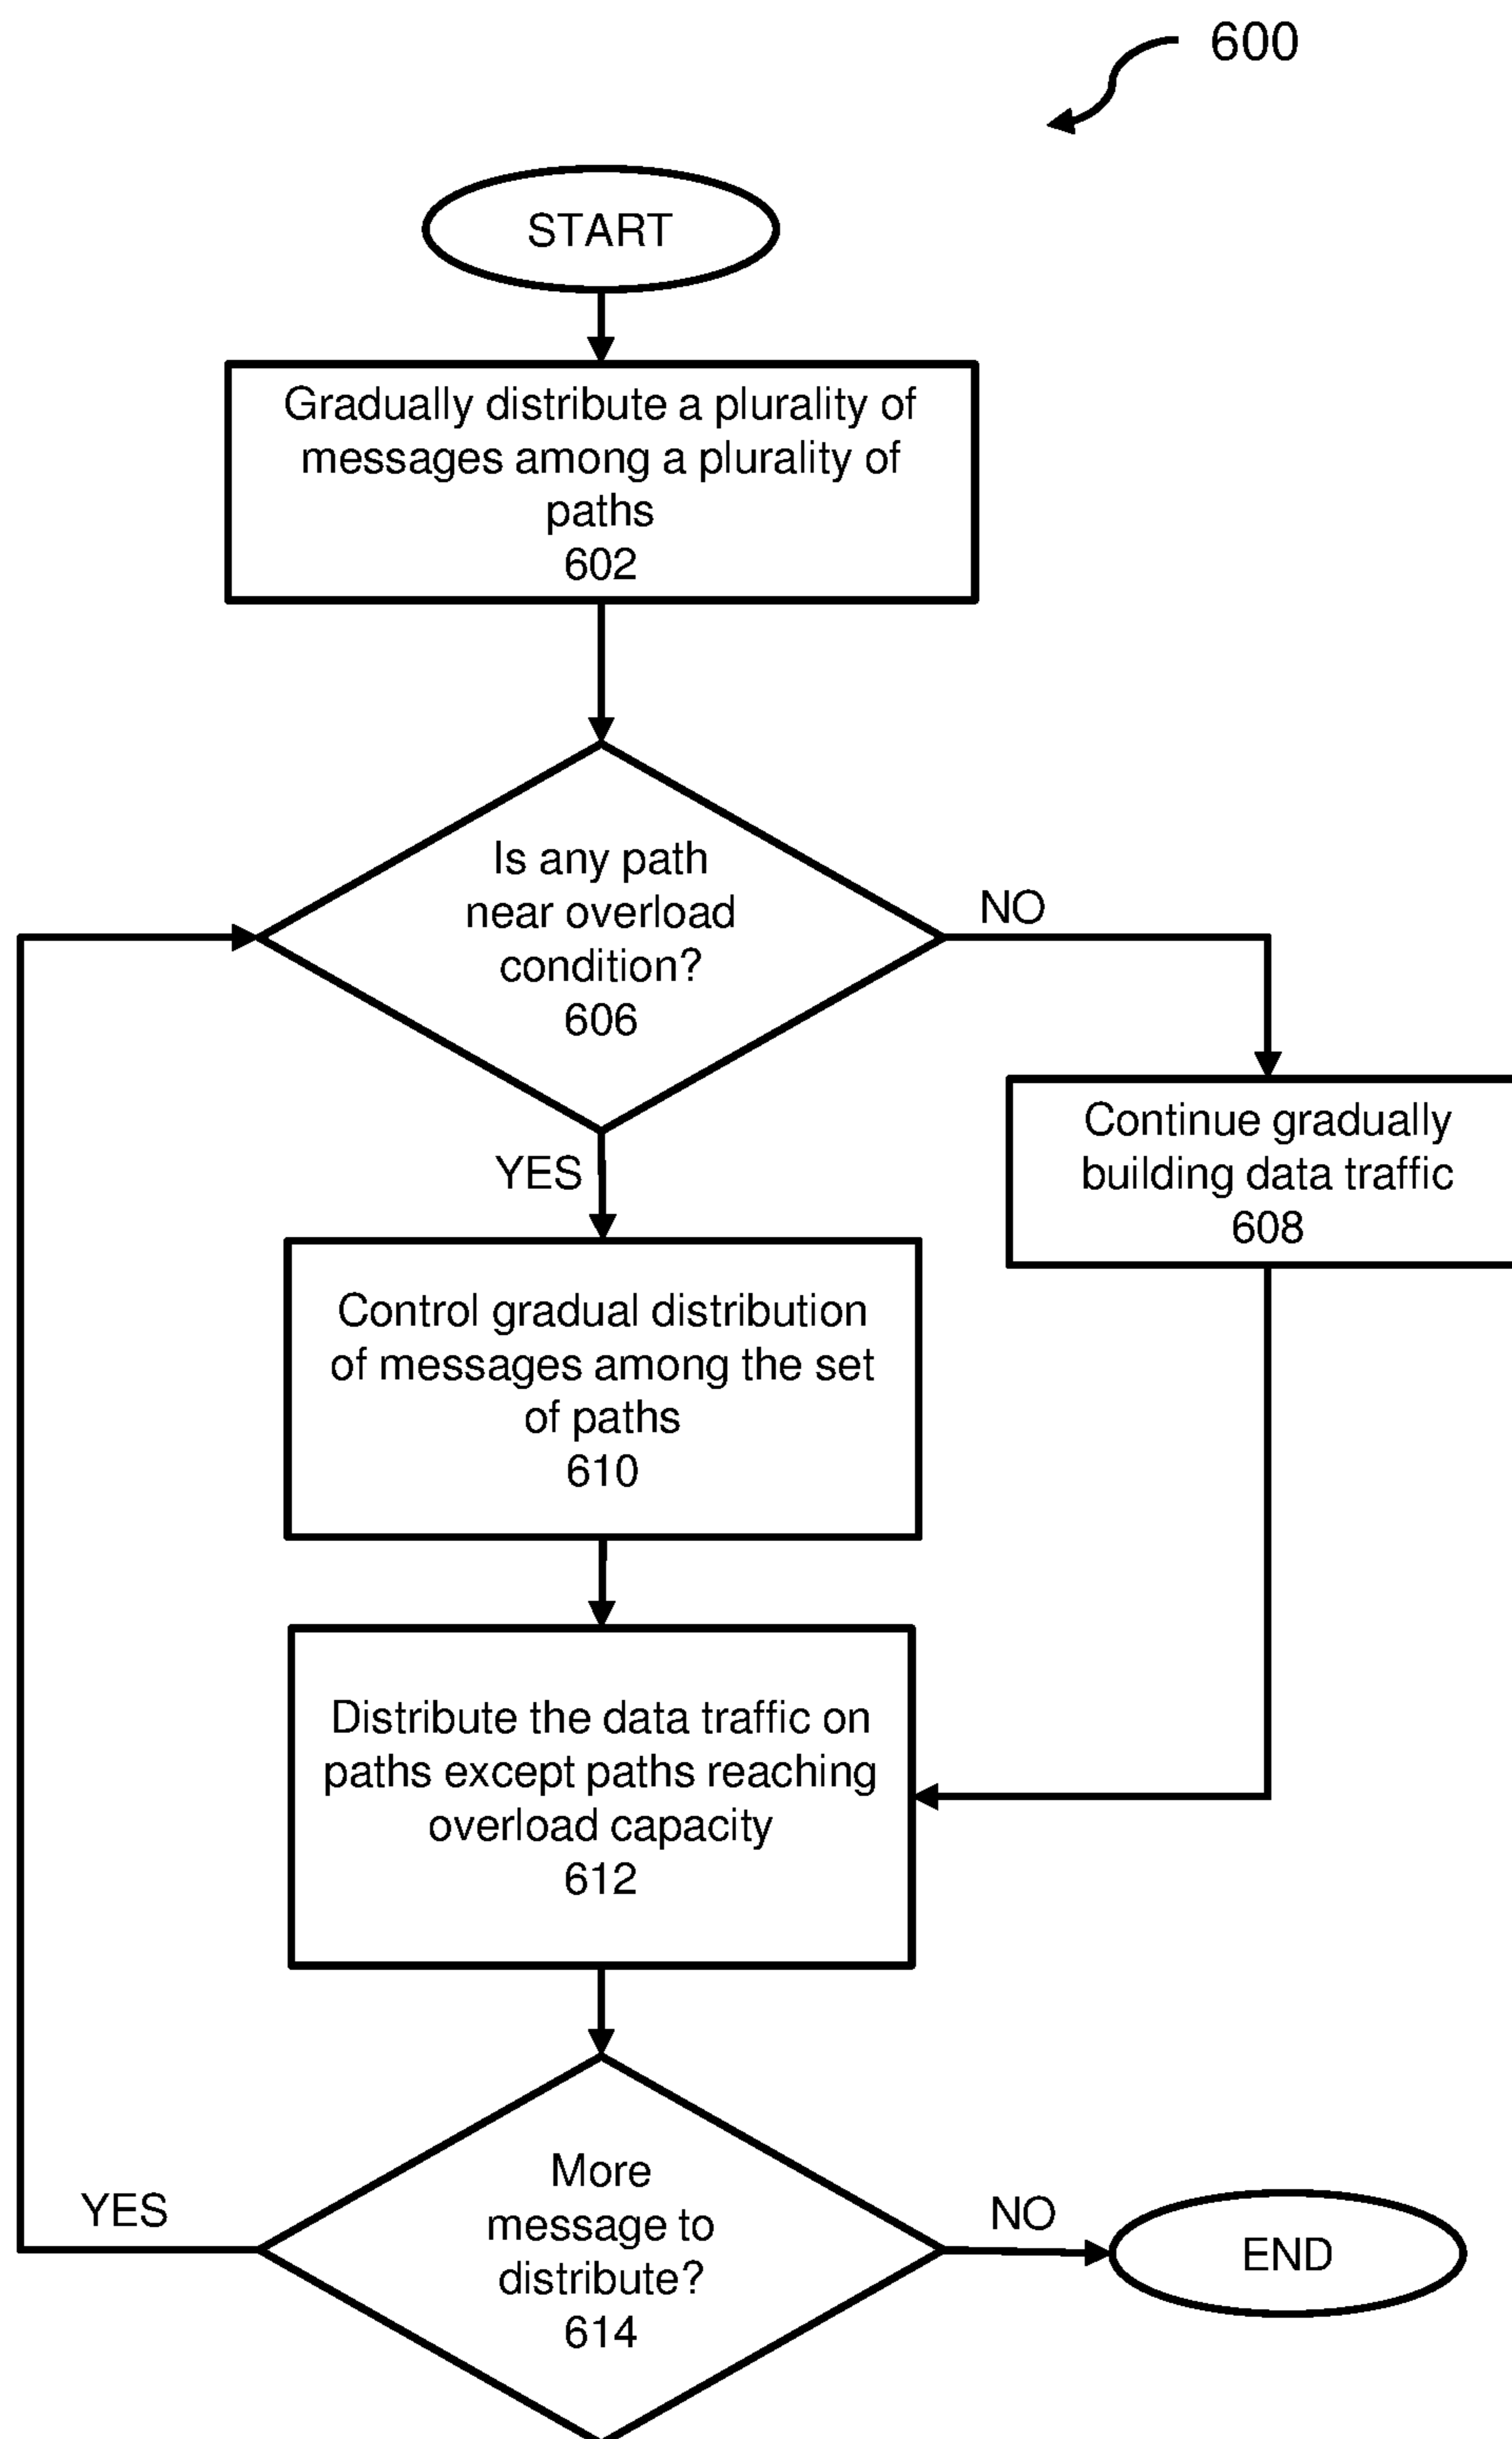 600
START
Gradually distribute a plurality of
messages among a plurality of
paths
602
Is any path
near overload
condition?
606
NO
YES
Continue gradually
building data traffic
608
Control gradual distribution
of messages among the set
of paths
610
Distribute the data traffic on
paths except paths reaching
overload capacity
612
More
message to
distribute?
614
YES
NO
END